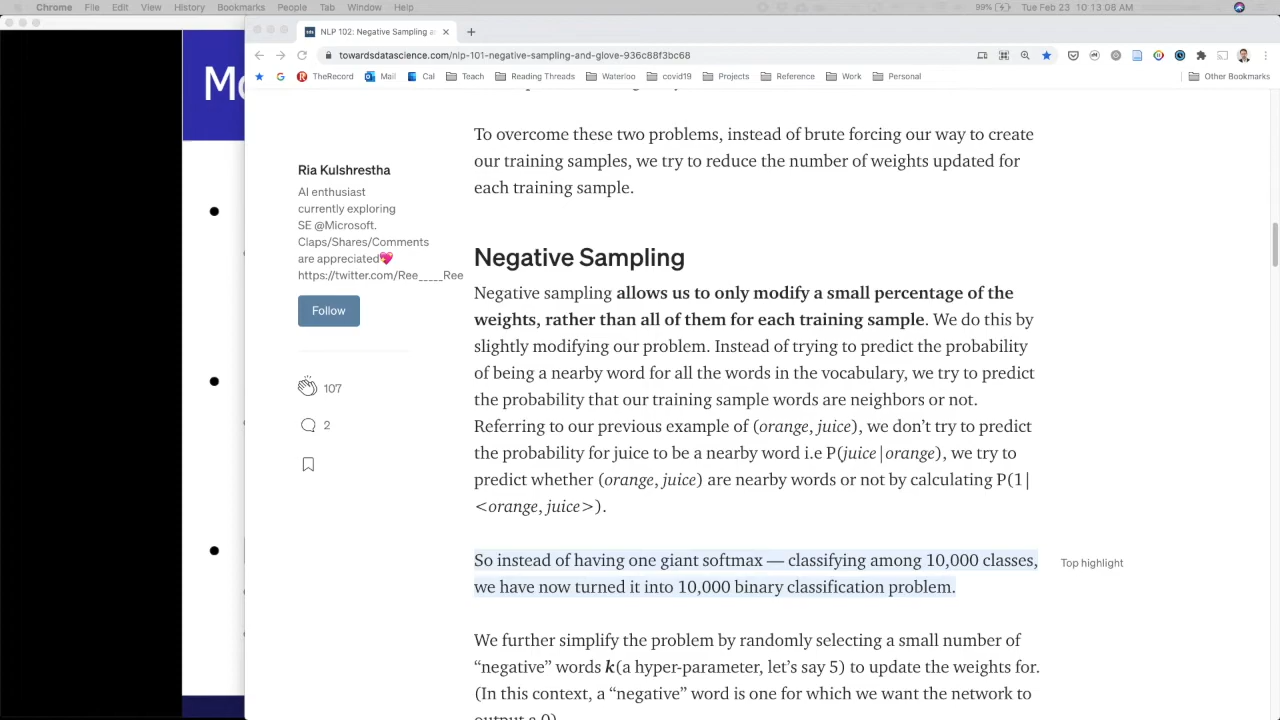 Chrome File Edit View History Bookmarks People Tab Window Help
99% Tue Feb 23 10:13:06 AM
NLP 102: Negative Sampling a
towardsdatascience.com/nlp-101-negative-sampling-and-glove-936c88f3bc68
TheRecord Mail Cal Teach Reading Threads Waterloo covid19 Projects Reference Work Personal Other Bookmarks
To overcome these two problems, instead of brute forcing our way to create
our training samples, we try to reduce the number of weights updated for
each training sample.
Ria Kulshrestha
AI enthusiast
currently exploring
SE @Microsoft.
Claps/Shares/Comments
are appreciated💖
https://twitter.com/Ree_____Ree
Follow
107
2
Negative Sampling
Negative sampling allows us to only modify a small percentage of the
weights, rather than all of them for each training sample. We do this by
slightly modifying our problem. Instead of trying to predict the probability
of being a nearby word for all the words in the vocabulary, we try to predict
the probability that our training sample words are neighbors or not.
Referring to our previous example of (orange, juice), we don't try to predict
the probability for juice to be a nearby word i.e P(juice|orange), we try to
predict whether (orange, juice) are nearby words or not by calculating P(1|
<orange, juice>).
So instead of having one giant softmax — classifying among 10,000 classes,
we have now turned it into 10,000 binary classification problem.
Top highlight
We further simplify the problem by randomly selecting a small number of
“negative” words k(a hyper-parameter, let's say 5) to update the weights for.
(In this context, a “negative” word is one for which we want the network to
output a 0)